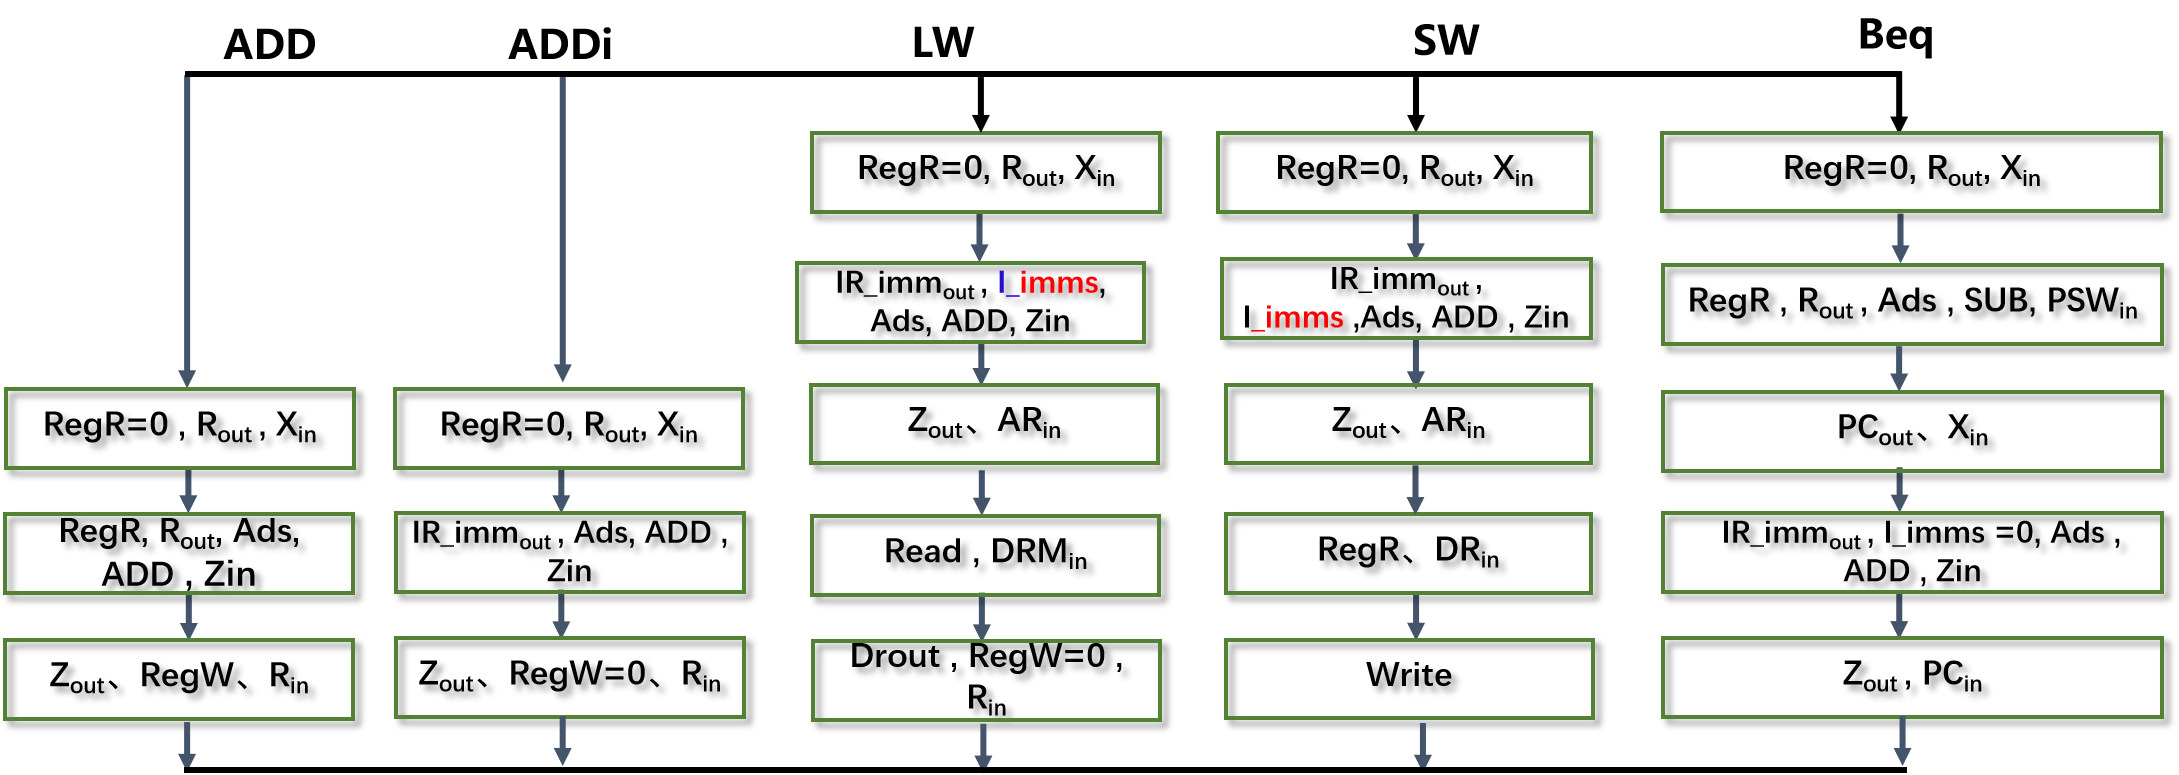 ADD
ADDi
LW
SW
Beq
RegR=0, Rout, Xin
RegR=0, Rout, Xin
RegR=0, Rout, Xin
IR_immout , I_imms,
Ads, ADD, Zin
IR_immout ,
I_imms ,Ads, ADD , Zin
RegR , Rout , Ads , SUB, PSWin
RegR=0 , Rout , Xin
RegR=0, Rout, Xin
Zout、ARin
Zout、ARin
PCout、Xin
RegR, Rout, Ads,
ADD , Zin
IR_immout , Ads, ADD ,
Zin
Read , DRMin
RegR、DRin
IR_immout , I_imms =0, Ads ,
ADD , Zin
Zout、RegW、Rin
Zout、RegW=0、Rin
Drout , RegW=0 ,
Rin
Write
Zout , PCin